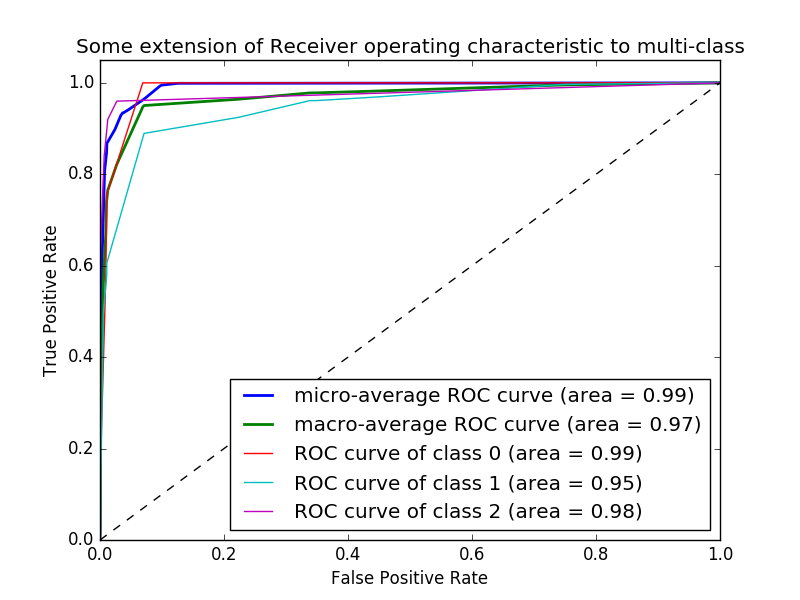 Some extension of Receiver operating characteristic to multi-class
1.0
0.8
0.6
0.4
0.2
0.0
True Positive Rate
micro-average ROC curve (area = 0.99)
macro-average ROC curve (area = 0.97)
ROC curve of class 0 (area = 0.99)
ROC curve of class 1 (area = 0.95)
ROC curve of class 2 (area = 0.98)
0.0 0.2 0.4 0.6 0.8 1.0
False Positive Rate